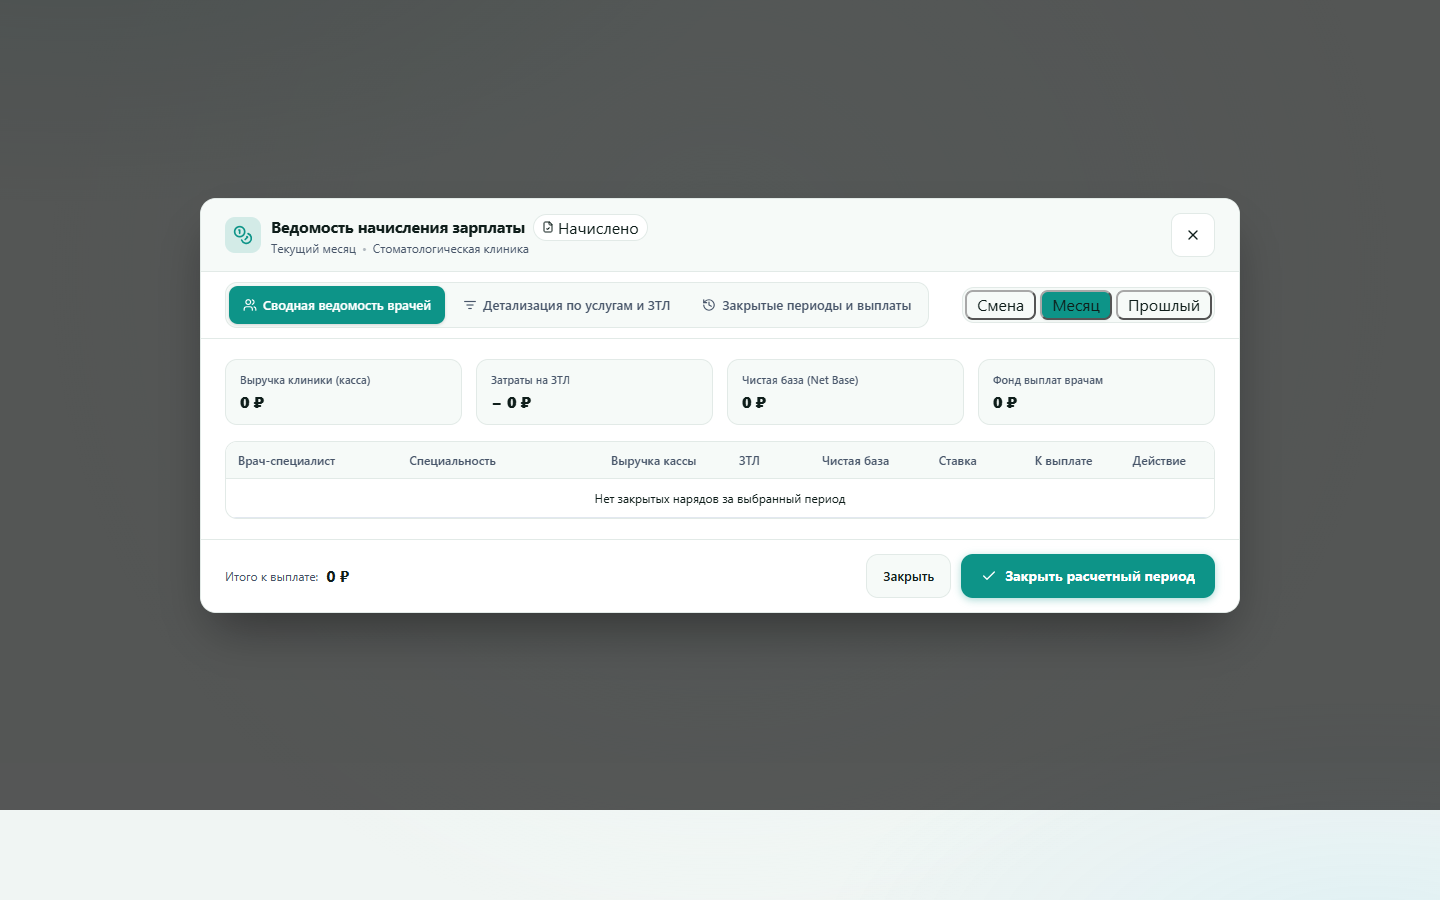 Ведомость начисления зарплаты Начислено
Текущий месяц • Стоматологическая клиника
Сводная ведомость врачей Детализация по услугам и ЗТЛ Закрытые периоды и выплаты Смена Месяц Прошлый
Выручка клиники (касса) Затраты на ЗТЛ Чистая база (Net Base) Фонд выплат врачам
0 ₽ − 0 ₽ 0 ₽ 0 ₽
Врач-специалист Специальность Выручка кассы ЗТЛ Чистая база Ставка К выплате Действие
Нет закрытых нарядов за выбранный период
Итого к выплате: 0 ₽ Закрыть Закрыть расчетный период